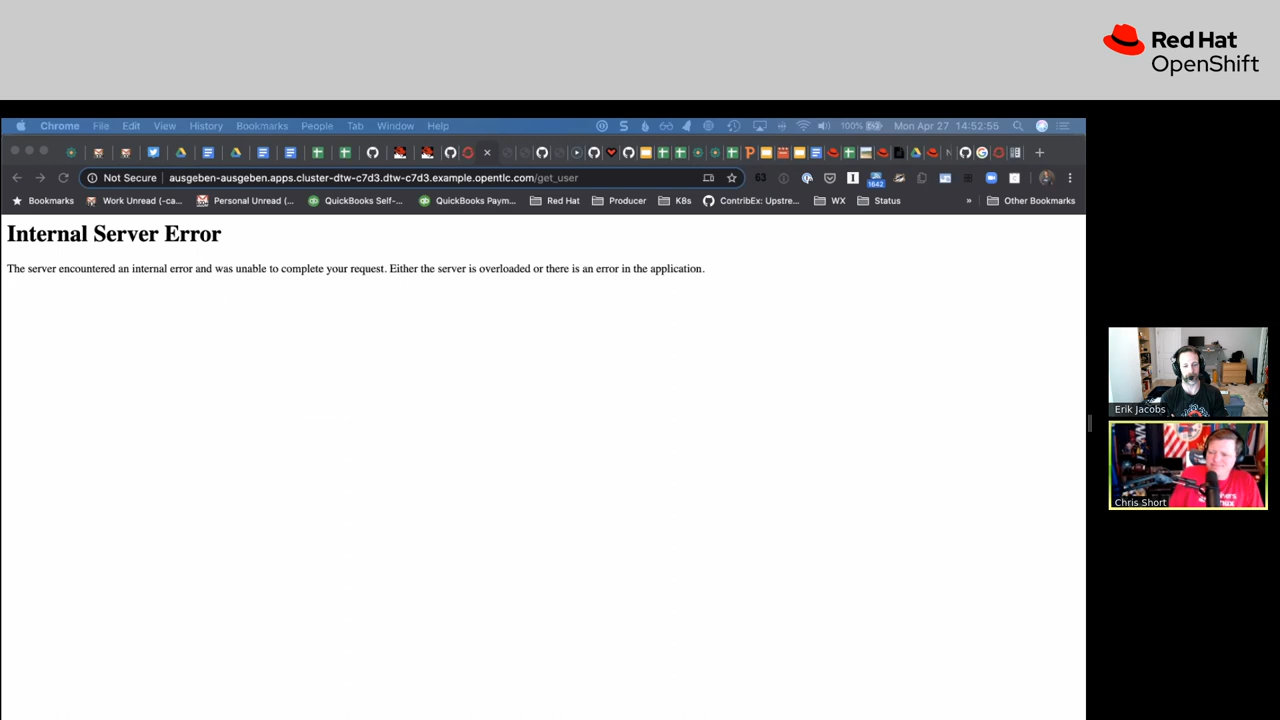 Red Hat
OpenShift
Chrome File Edit View History Bookmarks People Tab Window Help 100% Mon Apr 27 14:52:55
Not Secure ausgeben-ausgeben.apps.cluster-dtw-c7d3.dtw-c7d3.example.opentlc.com/get_user 63 1642
Bookmarks Work Unread (-ca... Personal Unread (... QuickBooks Self-... QuickBooks Paym... Red Hat Producer K8s ContribEx: Upstre... WX Status » Other Bookmarks
Internal Server Error
The server encountered an internal error and was unable to complete your request. Either the server is overloaded or there is an error in the application.
Erik Jacobs
Chris Short